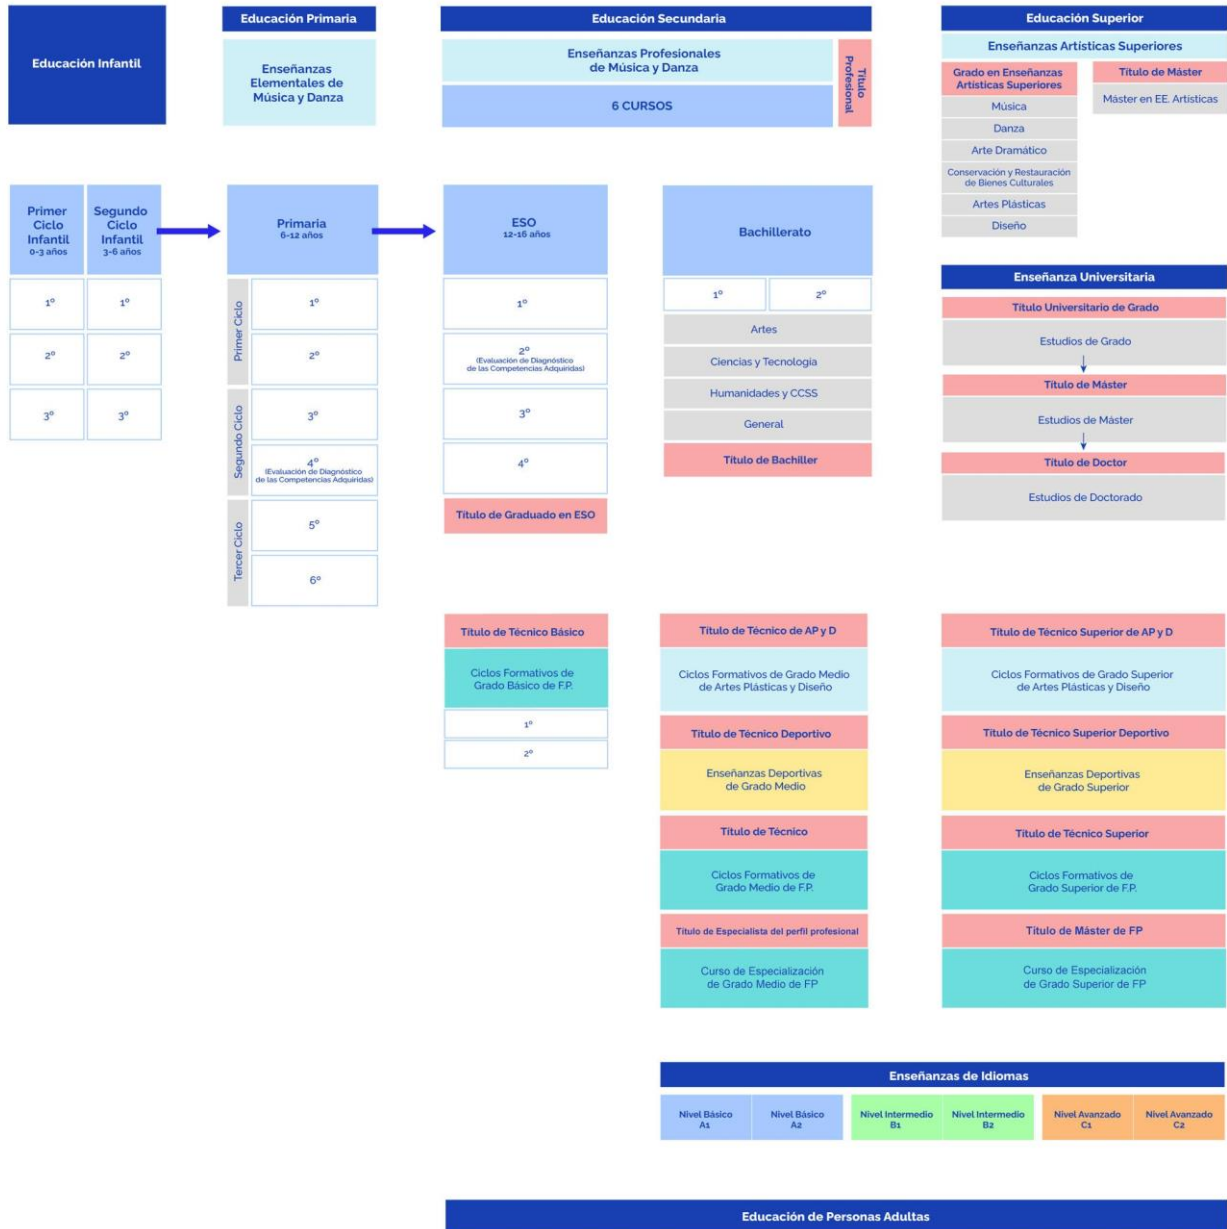 Educación Infantil
Educación Primaria
Enseñanzas
Elementales de
Música y Danza
Educación Secundaria
Enseñanzas Profesionales
de Música y Danza
6 CURSOS
Título
Profesional
Educación Superior
Enseñanzas Artísticas Superiores
Grado en Enseñanzas
Artísticas Superiores
Música
Danza
Arte Dramático
Conservación y Restauración
de Bienes Culturales
Artes Plásticas
Diseño
Título de Máster
Máster en EE. Artísticas
Primer
Ciclo
Infantil
0-3 años
1º
2º
3º
Segundo
Ciclo
Infantil
3-6 años
1º
2º
3º
Primaria
6-12 años
Primer Ciclo
1º
2º
Segundo Ciclo
3º
4º
(Evaluación de Diagnóstico
de las Competencias Adquiridas)
Tercer Ciclo
5º
6º
ESO
12-16 años
1º
2º
(Evaluación de Diagnóstico
de las Competencias Adquiridas)
3º
4º
Título de Graduado en ESO
Bachillerato
1º
2º
Artes
Ciencias y Tecnología
Humanidades y CCSS
General
Título de Bachiller
Enseñanza Universitaria
Título Universitario de Grado
Estudios de Grado
Título de Máster
Estudios de Máster
Título de Doctor
Estudios de Doctorado
Título de Técnico Básico
Ciclos Formativos de
Grado Básico de F.P.
1º
2º
Título de Técnico de AP y D
Ciclos Formativos de Grado Medio
de Artes Plásticas y Diseño
Título de Técnico Deportivo
Enseñanzas Deportivas
de Grado Medio
Título de Técnico
Ciclos Formativos de
Grado Medio de F.P.
Título de Especialista del perfil profesional
Curso de Especialización
de Grado Medio de FP
Título de Técnico Superior de AP y D
Ciclos Formativos de Grado Superior
de Artes Plásticas y Diseño
Título de Técnico Superior Deportivo
Enseñanzas Deportivas
de Grado Superior
Título de Técnico Superior
Ciclos Formativos de
Grado Superior de F.P.
Título de Máster de FP
Curso de Especialización
de Grado Superior de FP
Enseñanzas de Idiomas
Nivel Básico
A1
Nivel Básico
A2
Nivel Intermedio
B1
Nivel Intermedio
B2
Nivel Avanzado
C1
Nivel Avanzado
C2
Educación de Personas Adultas